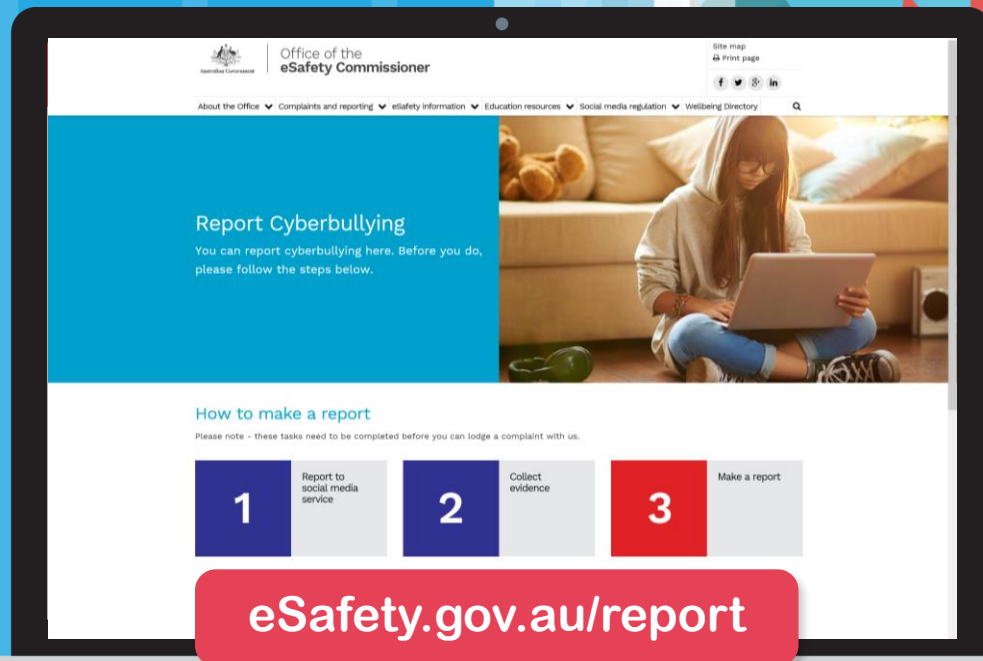 Australian Government
Office of the
eSafety Commissioner
Site map
Print page
About the Office Complaints and reporting eSafety information Education resources Social media regulation Wellbeing Directory
Report Cyberbullying
You can report cyberbullying here. Before you do,
please follow the steps below.
How to make a report
Please note - these tasks need to be completed before you can lodge a complaint with us.
1
Report to
social media
service
2
Collect
evidence
3
Make a report
eSafety.gov.au/report